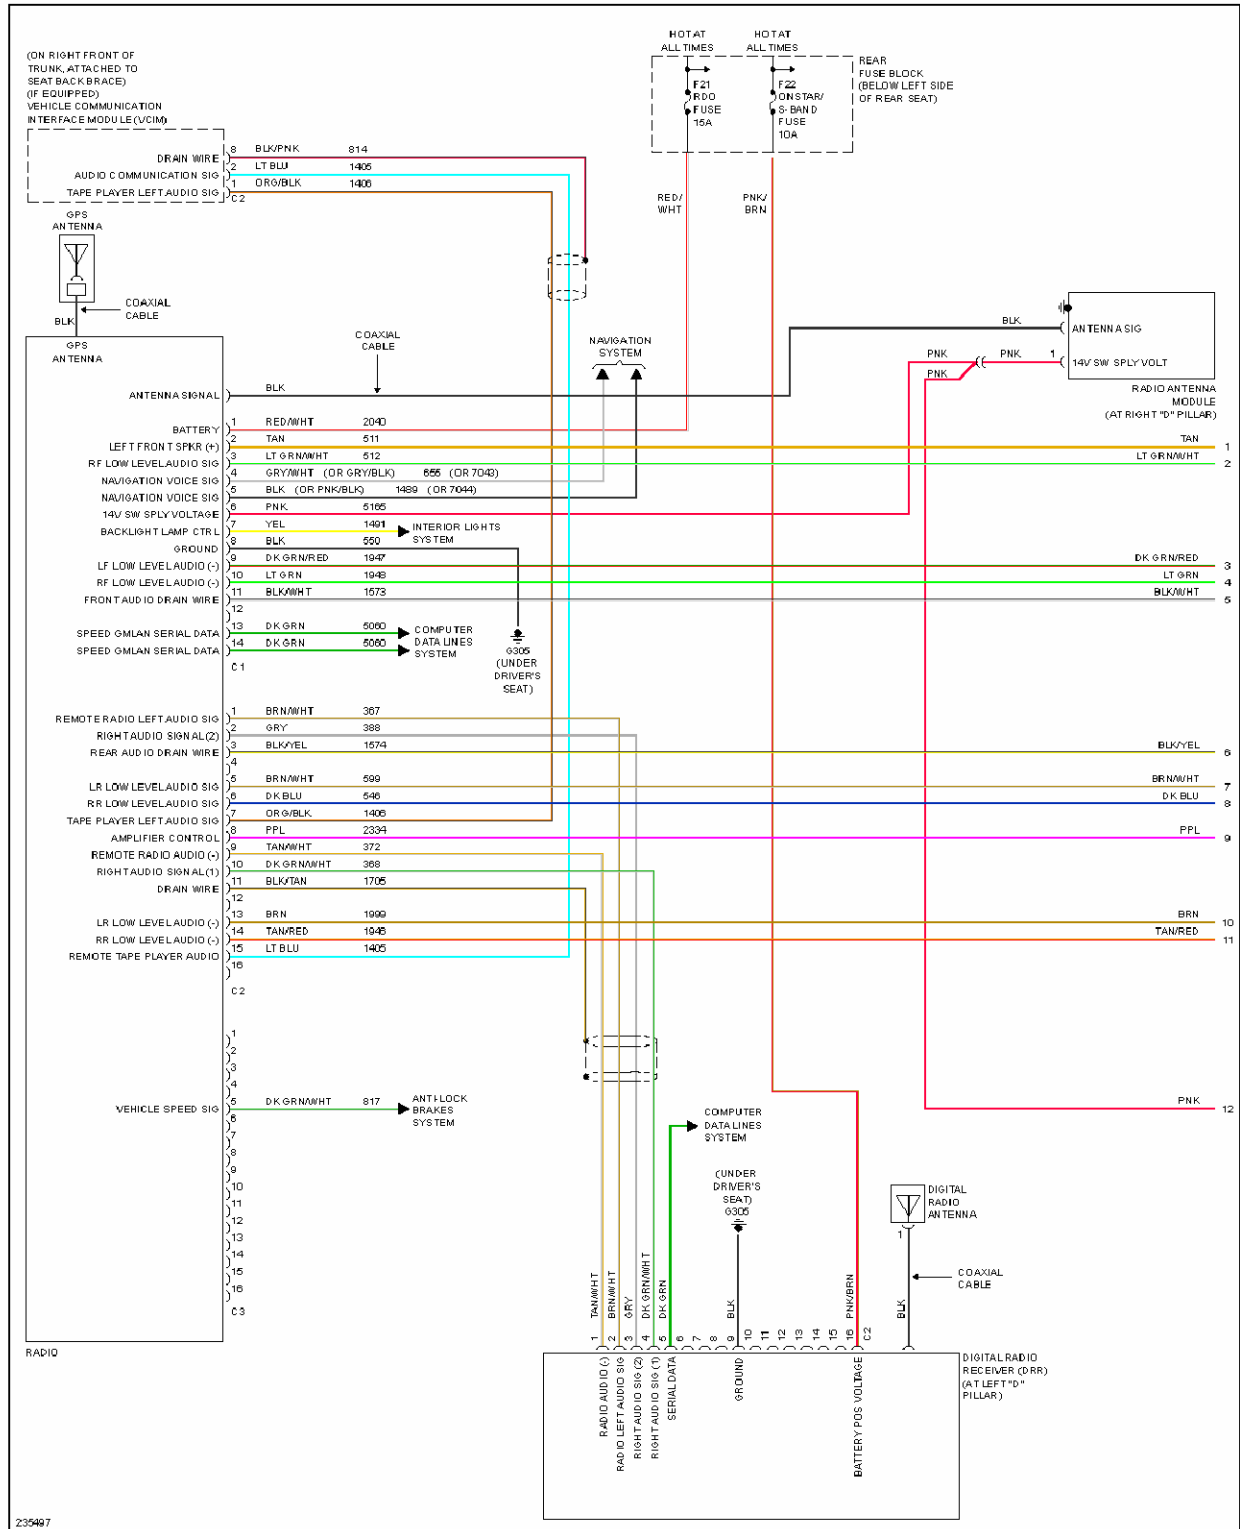 (ON RIGHT FRONT OF
TRUNK, ATTACHED TO
SEAT BACK BRACE)
(IF EQUIPPED)
VEHICLE COMMUNICATION
INTERFACE MODULE (VCIM)
HOT AT
ALL TIMES
HOT AT
ALL TIMES
F21
RDO
FUSE
15A
F22
ONSTAR/
S-BAND
FUSE
10A
REAR
FUSE BLOCK
(BELOW LEFT SIDE
OF REAR SEAT)
DRAIN WIRE 8 BLK/PNK 814
AUDIO COMMUNICATION SIG 2 LT BLU 1405
TAPE PLAYER LEFT AUDIO SIG 1 ORG/BLK 1406
C2
RED/
WHT
PNK/
BRN
GPS
ANTENNA
COAXIAL
CABLE
BLK
GPS
ANTENNA
COAXIAL
CABLE
NAVIGATION
SYSTEM
BLK
ANTENNA SIG
PNK
PNK 1
14V SW SPLY VOLT
PNK
RADIO ANTENNA
MODULE
(AT RIGHT "D" PILLAR)
ANTENNA SIGNAL BLK
BATTERY 1 RED/WHT 2040
LEFT FRONT SPKR (+) 2 TAN 511 TAN 1
RF LOW LEVEL AUDIO SIG 3 LT GRN/WHT 512 LT GRN/WHT 2
NAVIGATION VOICE SIG 4 GRY/WHT (OR GRY/BLK) 655 (OR 7043)
NAVIGATION VOICE SIG 5 BLK (OR PNK/BLK) 1489 (OR 7044)
14V SW SPLY VOLTAGE 6 PNK 5165
BACKLIGHT LAMP CTRL 7 YEL 1491
INTERIOR LIGHTS
SYSTEM
GROUND 8 BLK 550
LF LOW LEVEL AUDIO (-) 9 DK GRN/RED 1947 DK GRN/RED 3
RF LOW LEVEL AUDIO (-) 10 LT GRN 1948 LT GRN 4
FRONT AUDIO DRAIN WIRE 11 BLK/WHT 1573 BLK/WHT 5
12
SPEED GMLAN SERIAL DATA 13 DK GRN 5060
SPEED GMLAN SERIAL DATA 14 DK GRN 5060
C1
COMPUTER
DATA LINES
SYSTEM
G305
(UNDER
DRIVER'S
SEAT)
REMOTE RADIO LEFT AUDIO SIG 1 BRN/WHT 367
RIGHT AUDIO SIGNAL (2) 2 GRY 388
REAR AUDIO DRAIN WIRE 3 BLK/YEL 1574 BLK/YEL 6
4
LR LOW LEVEL AUDIO SIG 5 BRN/WHT 599 BRN/WHT 7
RR LOW LEVEL AUDIO SIG 6 DK BLU 546 DK BLU 8
TAPE PLAYER LEFT AUDIO SIG 7 ORG/BLK 1406
AMPLIFIER CONTROL 8 PPL 2334 PPL 9
REMOTE RADIO AUDIO (-) 9 TAN/WHT 372
RIGHT AUDIO SIGNAL (1) 10 DK GRN/WHT 368
DRAIN WIRE 11 BLK/TAN 1705
12
LR LOW LEVEL AUDIO (-) 13 BRN 1999 BRN 10
RR LOW LEVEL AUDIO (-) 14 TAN/RED 1946 TAN/RED 11
REMOTE TAPE PLAYER AUDIO 15 LT BLU 1405
16
C2
1
2
3
4
VEHICLE SPEED SIG 5 DK GRN/WHT 817
ANTI-LOCK
BRAKES
SYSTEM
PNK 12
6
7
8
9
10
11
12
13
14
15
16
C3
RADIO
COMPUTER
DATA LINES
SYSTEM
(UNDER
DRIVER'S
SEAT)
G305
DIGITAL
RADIO
ANTENNA
1
COAXIAL
CABLE
TAN/WHT
BRN/WHT
GRY
DK GRN/WHT
DK GRN
BLK
PNK/BRN
BLK
1 2 3 4 5 6 7 8 9 10 11 12 13 14 15 16 C2
RADIO AUDIO (-)
RADIO LEFT AUDIO SIG
RIGHT AUDIO SIG (2)
RIGHT AUDIO SIG (1)
SERIAL DATA
GROUND
BATTERY POS VOLTAGE
DIGITAL RADIO
RECEIVER (DRR)
(AT LEFT "D"
PILLAR)
235497